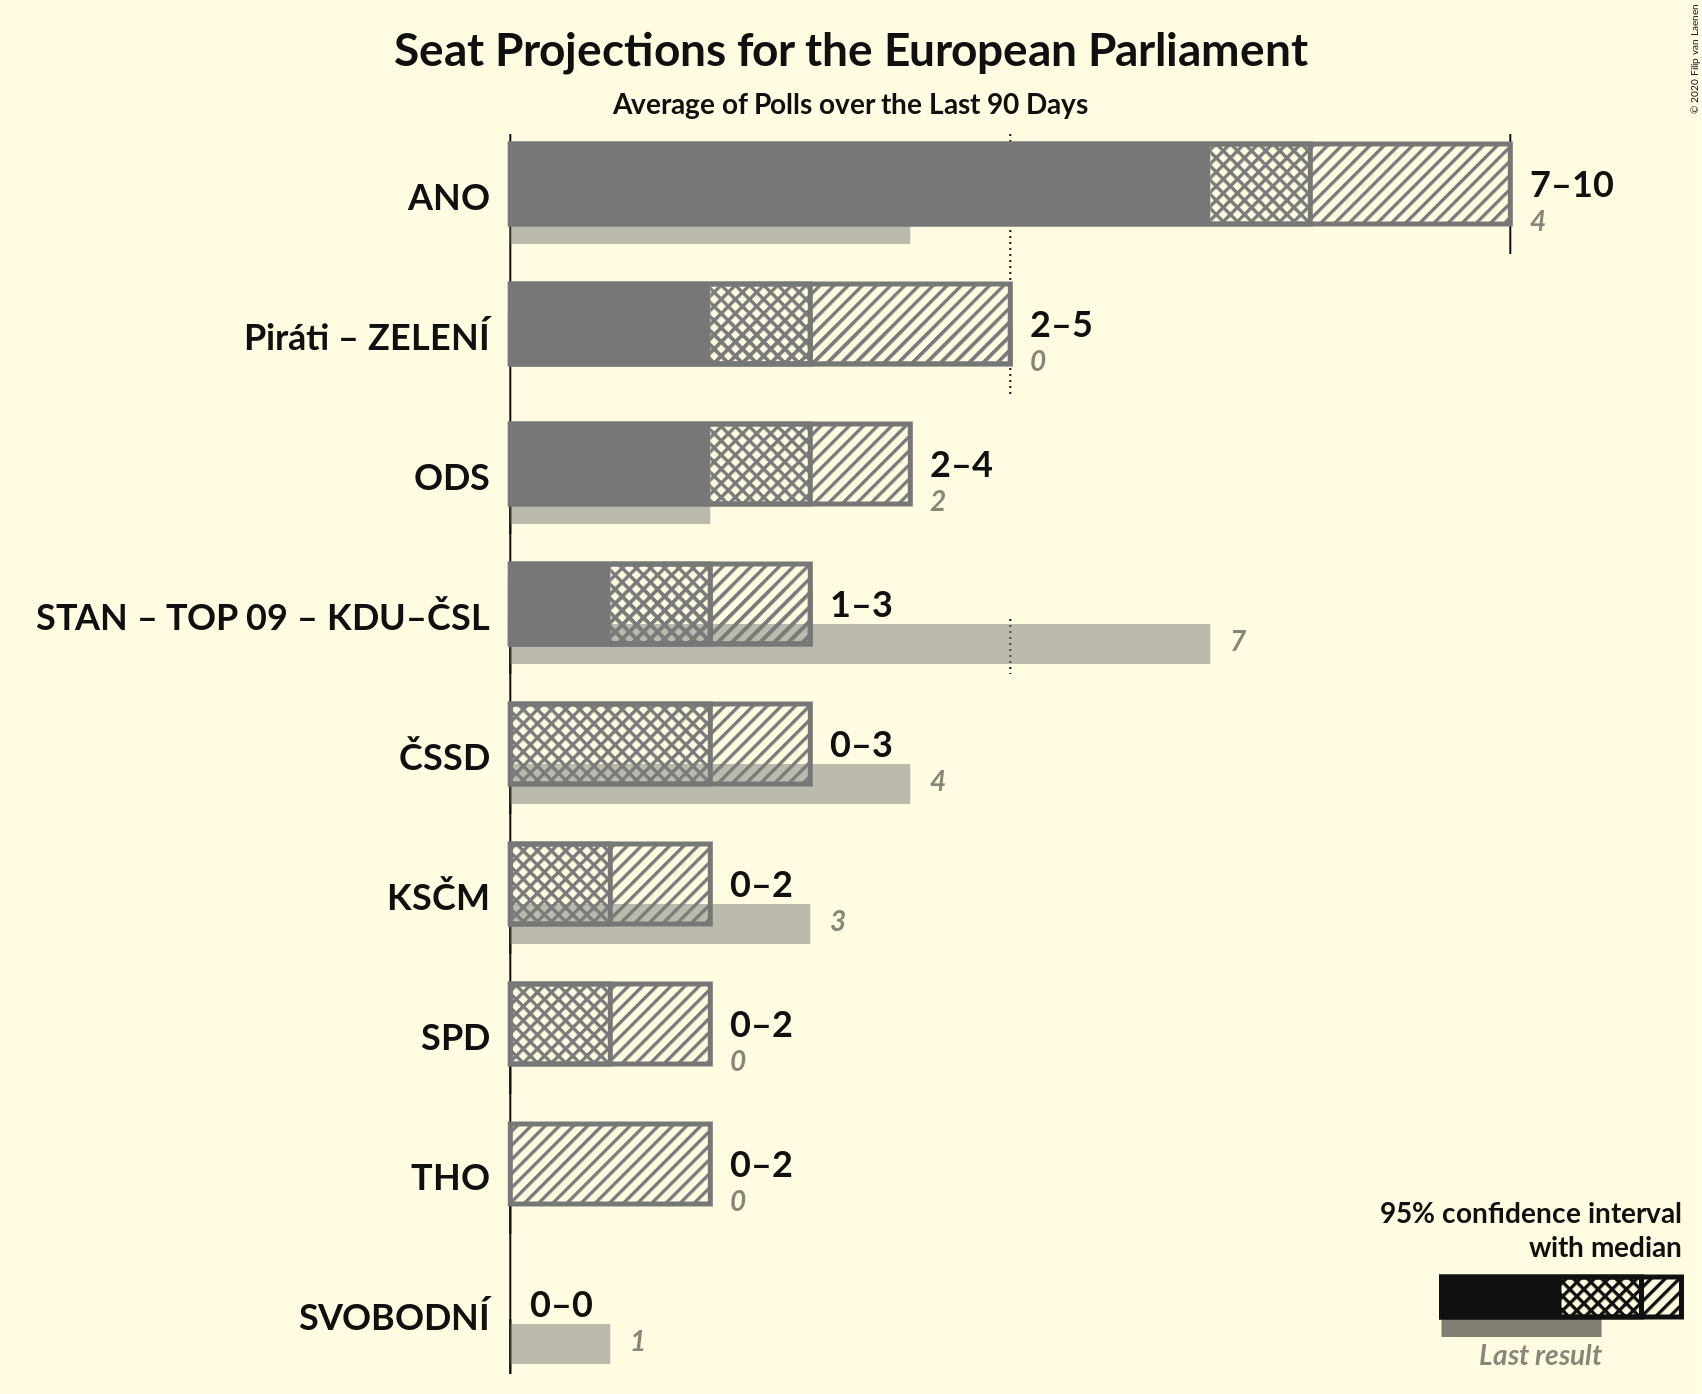 Seat Projections for the European Parliament
Average of Polls over the Last 90 Days
© 2020 Filip van Laenen
ANO
7–10
4
Piráti – ZELENÍ
2–5
0
ODS
2–4
2
STAN – TOP 09 – KDU–ČSL
1–3
7
ČSSD
0–3
4
KSČM
0–2
3
SPD
0–2
0
THO
0–2
0
SVOBODNÍ
0–0
1
95% confidence interval
with median
Last result